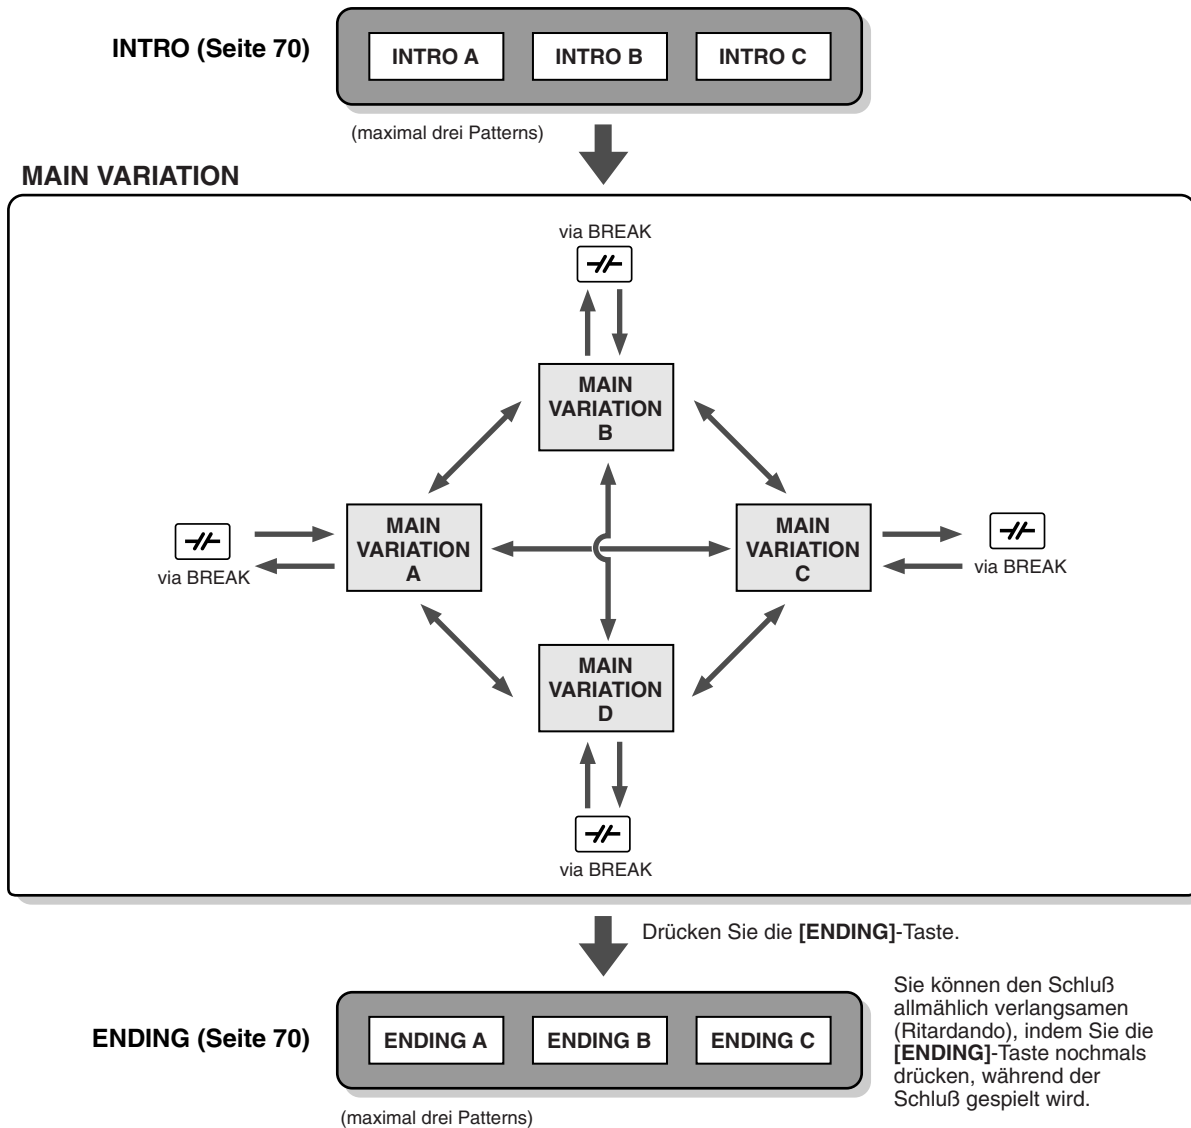 INTRO (Seite 70)
INTRO A
INTRO B
INTRO C
(maximal drei Patterns)
MAIN VARIATION
via BREAK
MAIN
VARIATION
B
MAIN
VARIATION
A
MAIN
VARIATION
C
via BREAK
via BREAK
MAIN
VARIATION
D
via BREAK
Drücken Sie die [ENDING]-Taste.
ENDING (Seite 70)
ENDING A
ENDING B
ENDING C
(maximal drei Patterns)
Sie können den Schluß
allmählich verlangsamen
(Ritardando), indem Sie die
[ENDING]-Taste nochmals
drücken, während der
Schluß gespielt wird.